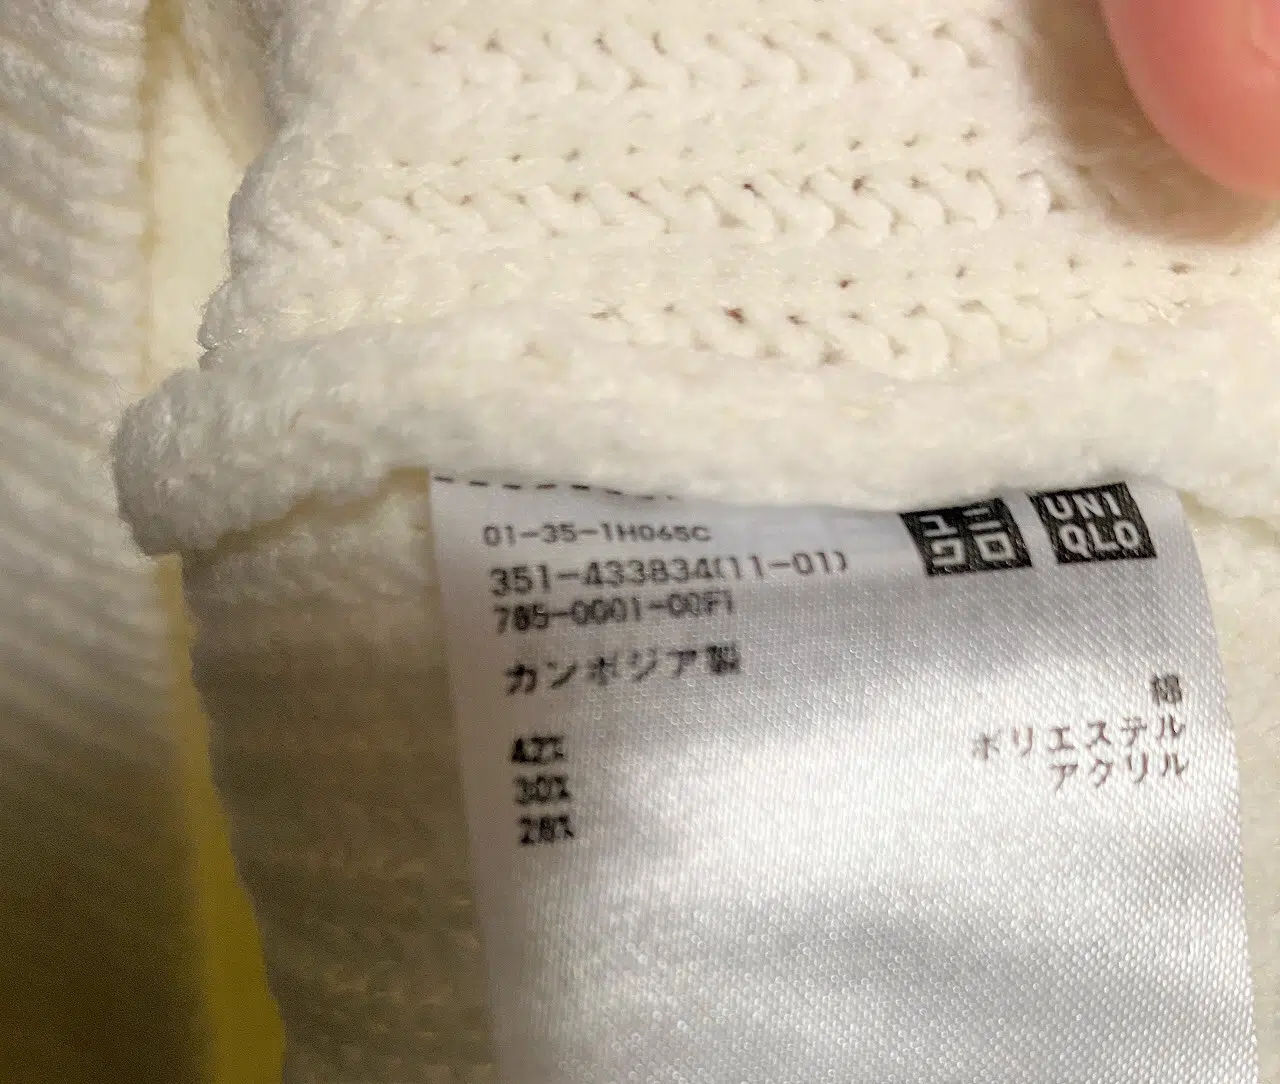 01-35-1H065C
351-433834(11-01)
785-0001-00F1
ユニ
クロ
UNI
QLO
カンボジア製
42% 綿
30% ポリエステル
28% アクリル